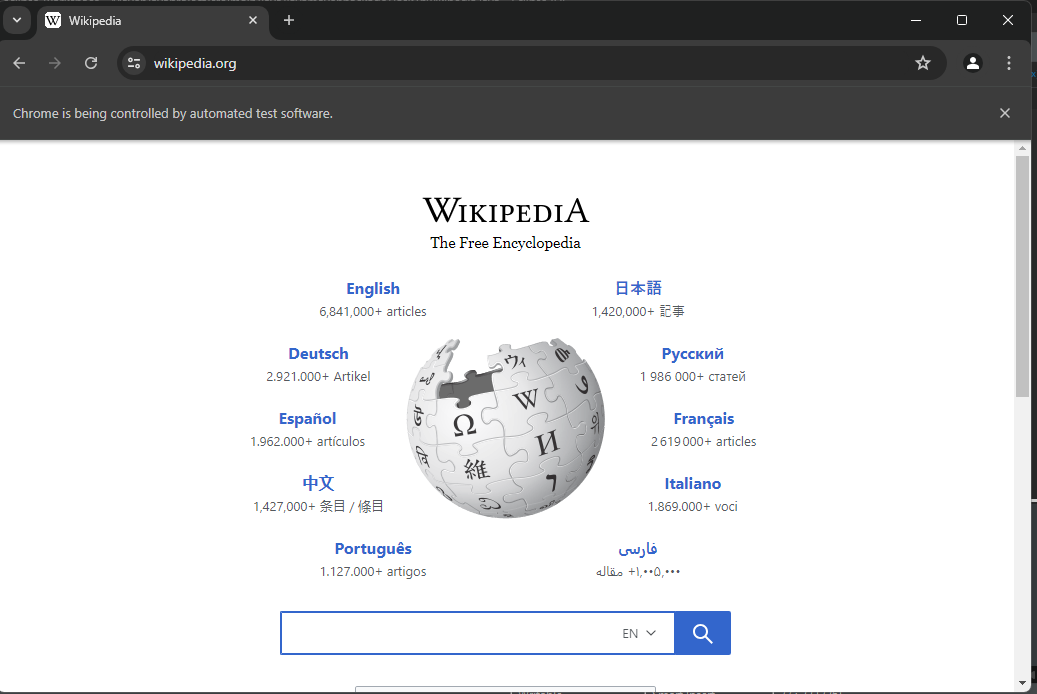 Wikipedia
wikipedia.org
Chrome is being controlled by automated test software.
WIKIPEDIA
The Free Encyclopedia
English
6,841,000+ articles
日本語
1,420,000+ 記事
Deutsch
2.921.000+ Artikel
Русский
1 986 000+ статей
Español
1.962.000+ artículos
Français
2 619 000+ articles
中文
1,427,000+ 条目 / 條目
Italiano
1.869.000+ voci
Português
1.127.000+ artigos
فارسی
۱,۰۰۵,۰۰۰+ مقاله
Ω
W
И
維
ウィ
EN